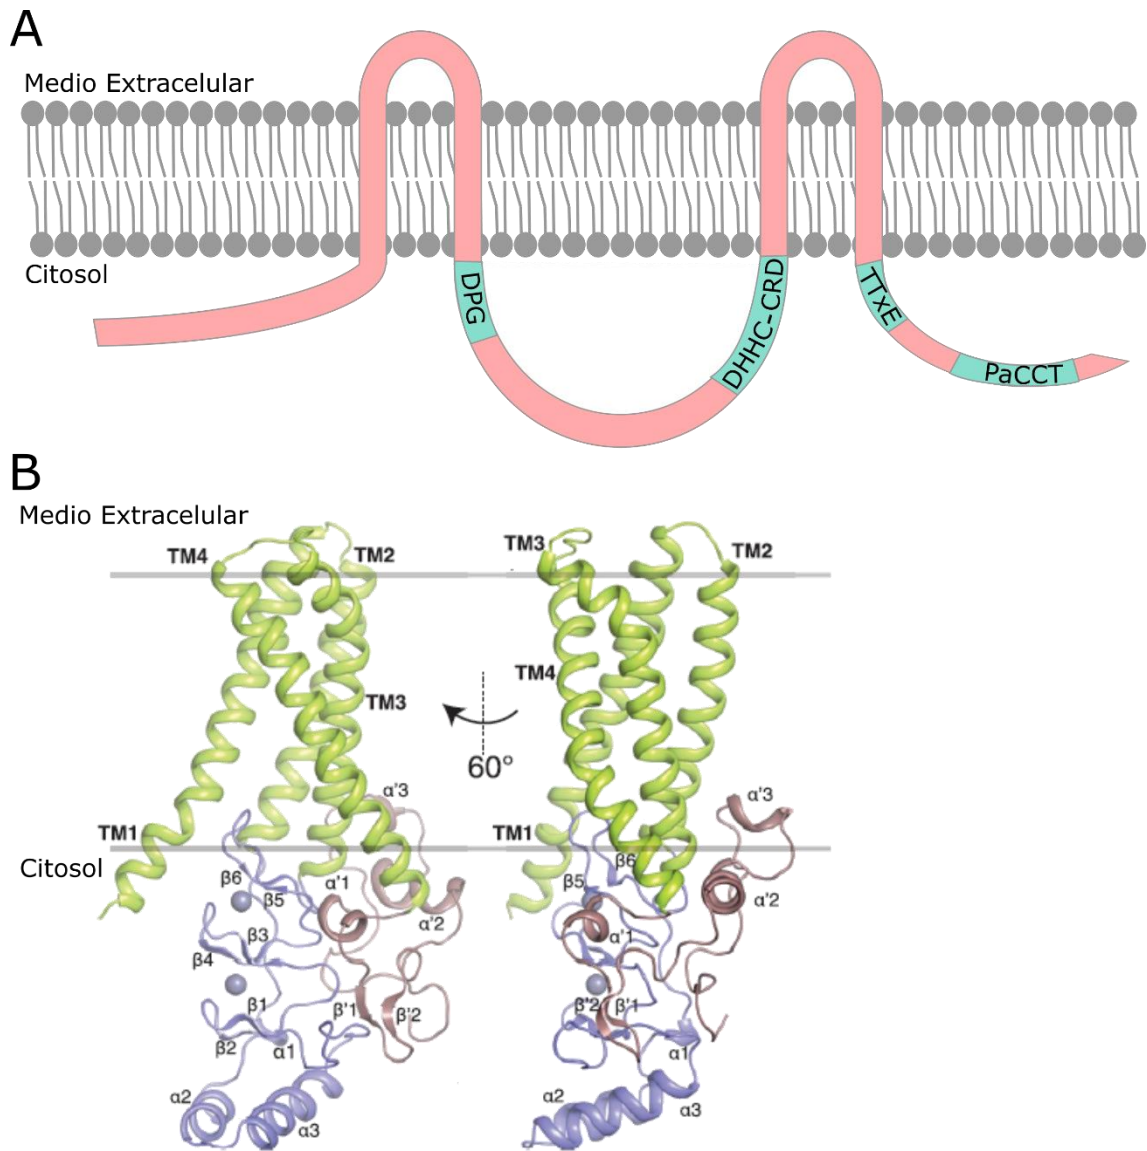 A
Medio Extracelular
Citosol
DPG
DHHC-CRD
TTxE
PaCCT
B
Medio Extracelular
TM4
TM2
TM3
TM1
Citosol
α'3
α'1
α'2
β6
β5
β3
β4
β1
β2
α1
β'1
β'2
α2
α3
60°
TM3
TM2
TM4
TM1
α'3
α'2
β6
β5
α'1
β'2
β'1
α1
α2
α3